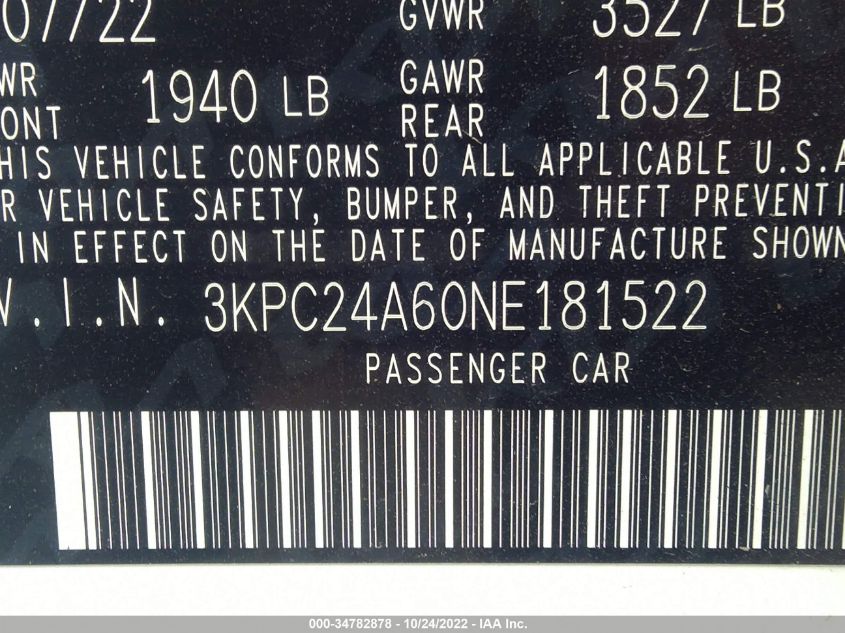 07/22 GVWR 3527 LB
WR 1940 LB GAWR 1852 LB
ONT REAR
HIS VEHICLE CONFORMS TO ALL APPLICABLE U.S.A
R VEHICLE SAFETY, BUMPER, AND THEFT PREVENTI
IN EFFECT ON THE DATE OF MANUFACTURE SHOWN
V.I.N. 3KPC24A60NE181522
PASSENGER CAR
000-34782878 - 10/24/2022 - IAA Inc.